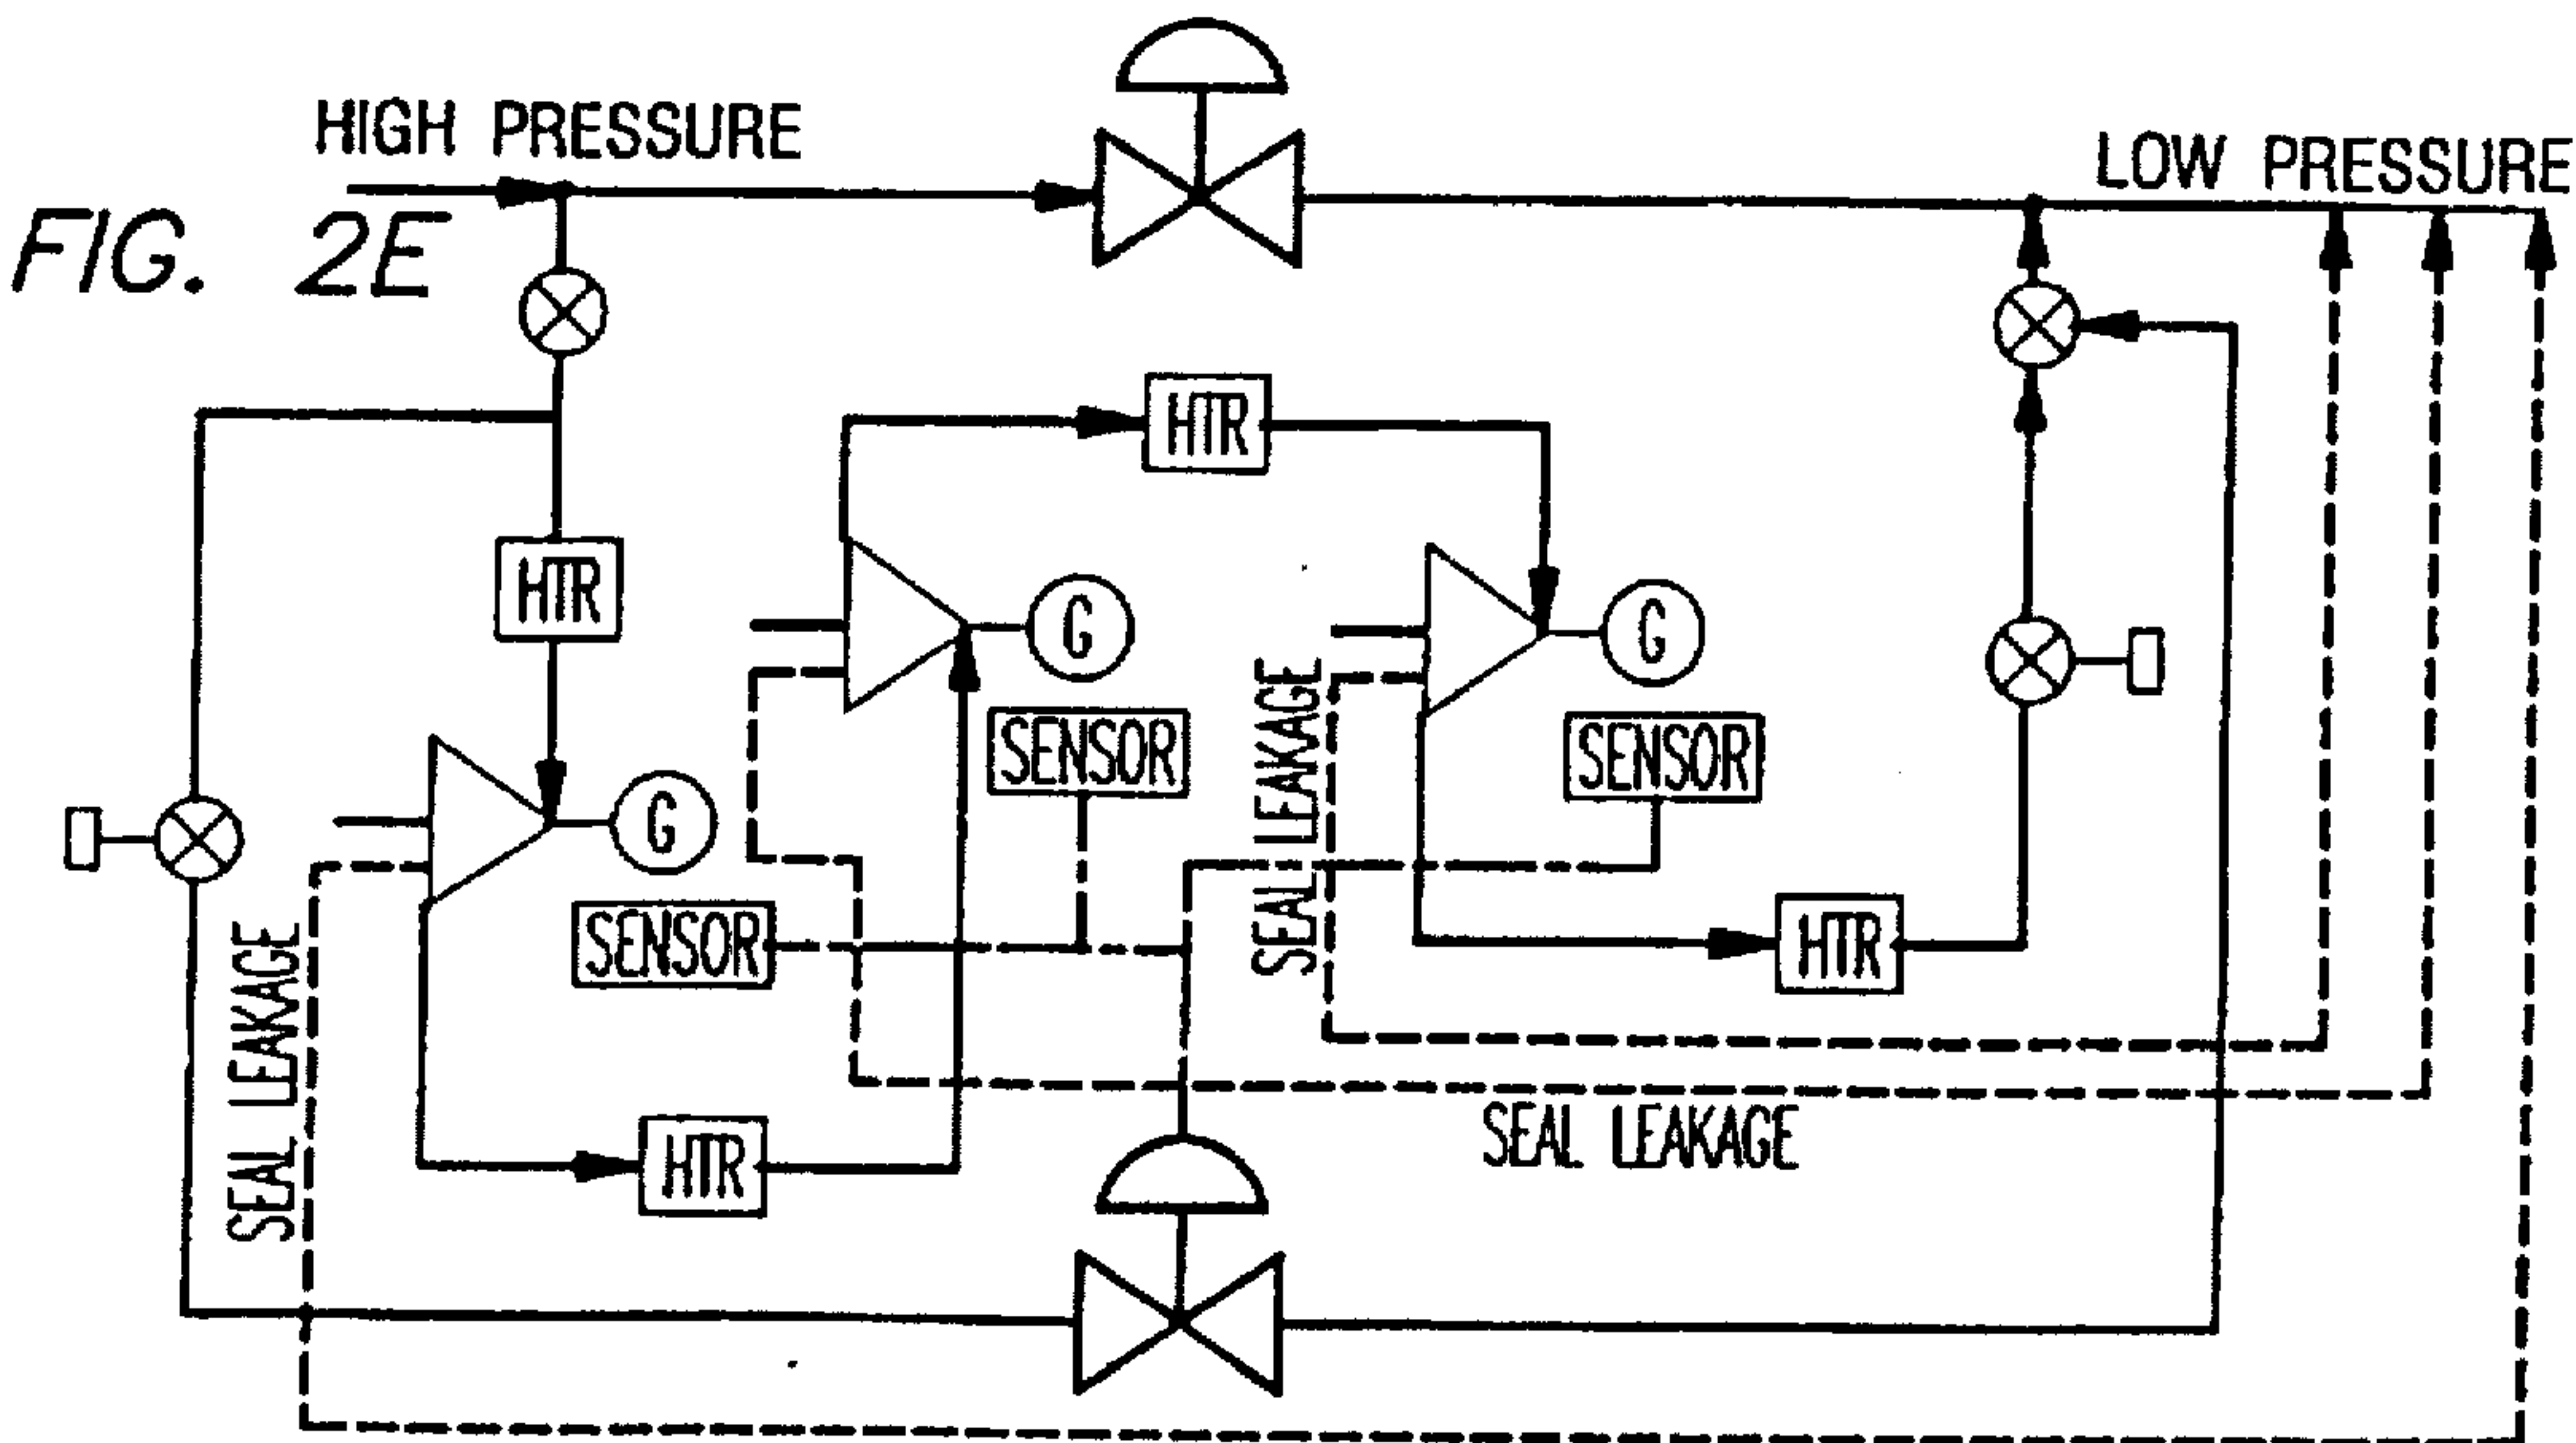 HIGH PRESSURE
LOW PRESSURE
FIG. 2E
HTR
HTR
G
G
SENSOR
SENSOR
SEAL LEAKAGE
G
SENSOR
HTR
SEAL LEAKAGE
SEAL LEAKAGE
HTR